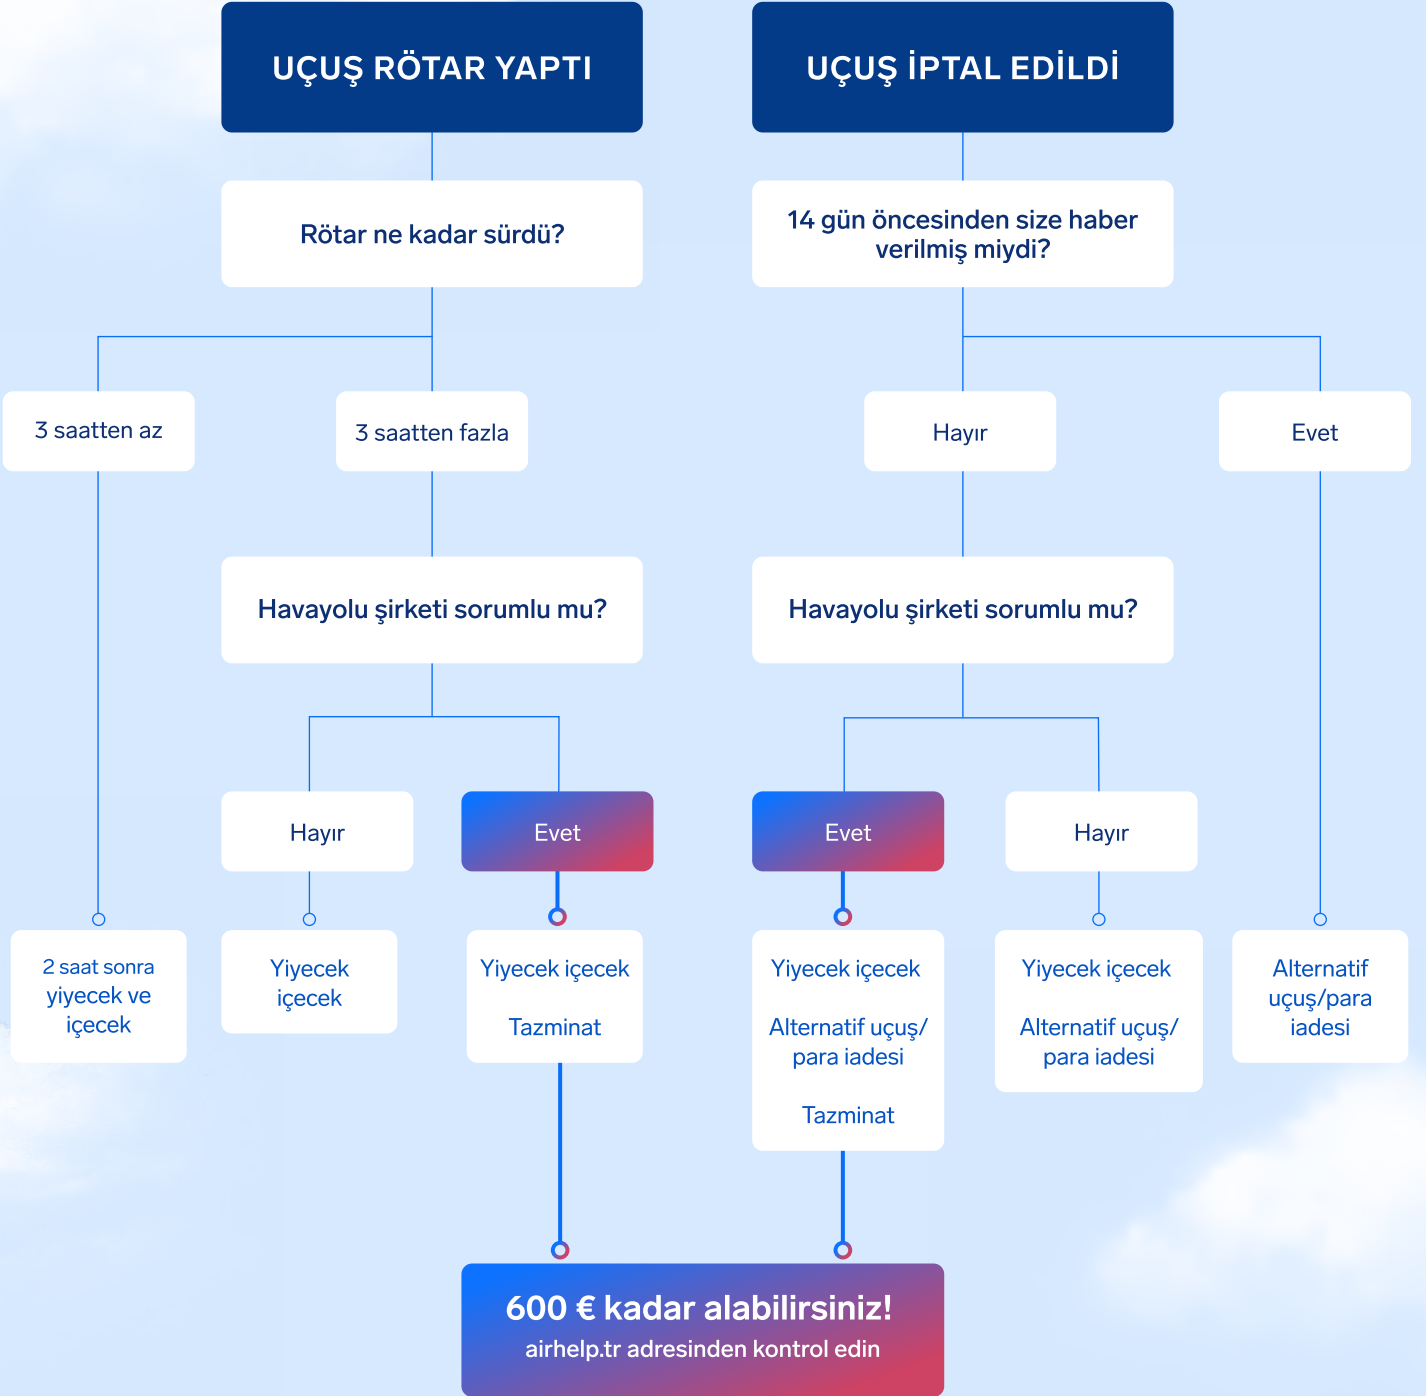 UÇUŞ RÖTAR YAPTI
UÇUŞ İPTAL EDİLDİ
Rötar ne kadar sürdü?
14 gün öncesinden size haber
verilmiş miydi?
3 saatten az
3 saatten fazla
Hayır
Evet
Havayolu şirketi sorumlu mu?
Havayolu şirketi sorumlu mu?
Hayır
Evet
Evet
Hayır
2 saat sonra
yiyecek ve
içecek
Yiyecek
içecek
Yiyecek içecek
Tazminat
Yiyecek içecek
Alternatif uçuş/
para iadesi
Tazminat
Yiyecek içecek
Alternatif uçuş/
para iadesi
Alternatif
uçuş/para
iadesi
600 € kadar alabilirsiniz!
airhelp.tr adresinden kontrol edin